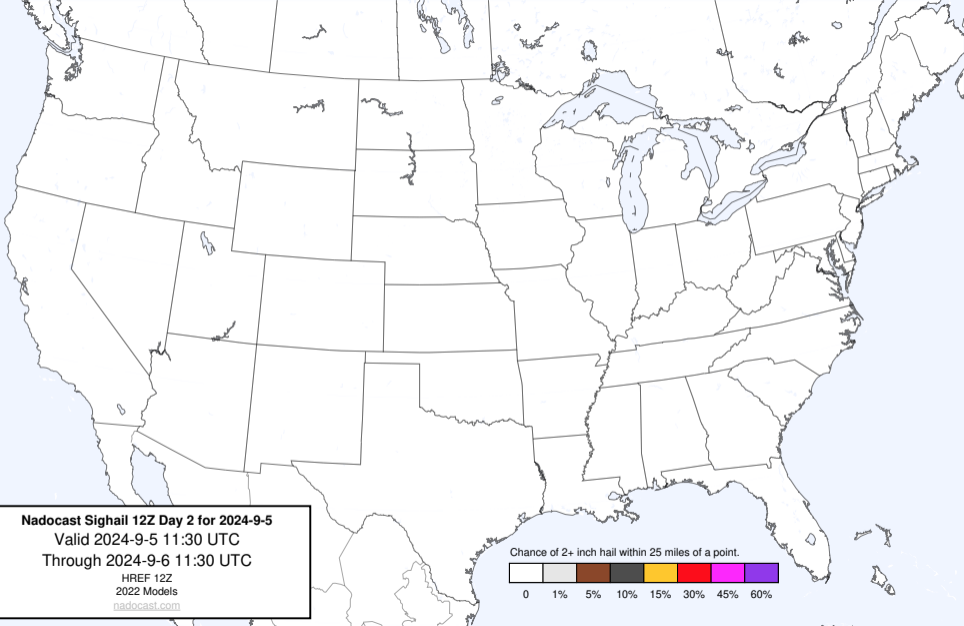 Nadocast Sighail 12Z Day 2 for 2024-9-5
Valid 2024-9-5 11:30 UTC
Through 2024-9-6 11:30 UTC
HREF 12Z
2022 Models
nadocast.com
Chance of 2+ inch hail within 25 miles of a point.
0 1% 5% 10% 15% 30% 45% 60%